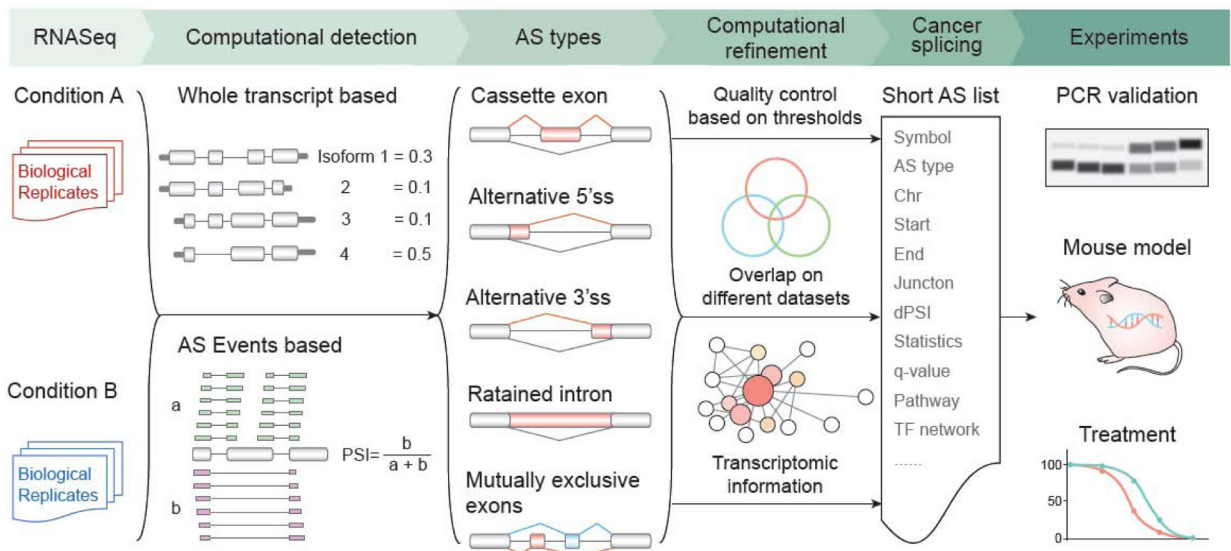 RNASeq
Computational detection
AS types
Computational
refinement
Cancer
splicing
Experiments
Condition A
Biological
Replicates
Condition B
Biological
Replicates
Whole transcript based
Isoform 1 = 0.3
2 = 0.1
3 = 0.1
4 = 0.5
AS Events based
a
b
PSI= b
a + b
Cassette exon
Alternative 5'ss
Alternative 3'ss
Ratained intron
Mutually exclusive
exons
Quality control
based on thresholds
Overlap on
different datasets
Transcriptomic
information
Short AS list
Symbol
AS type
Chr
Start
End
Juncton
dPSI
Statistics
q-value
Pathway
TF network
......
PCR validation
Mouse model
Treatment
100
50
0